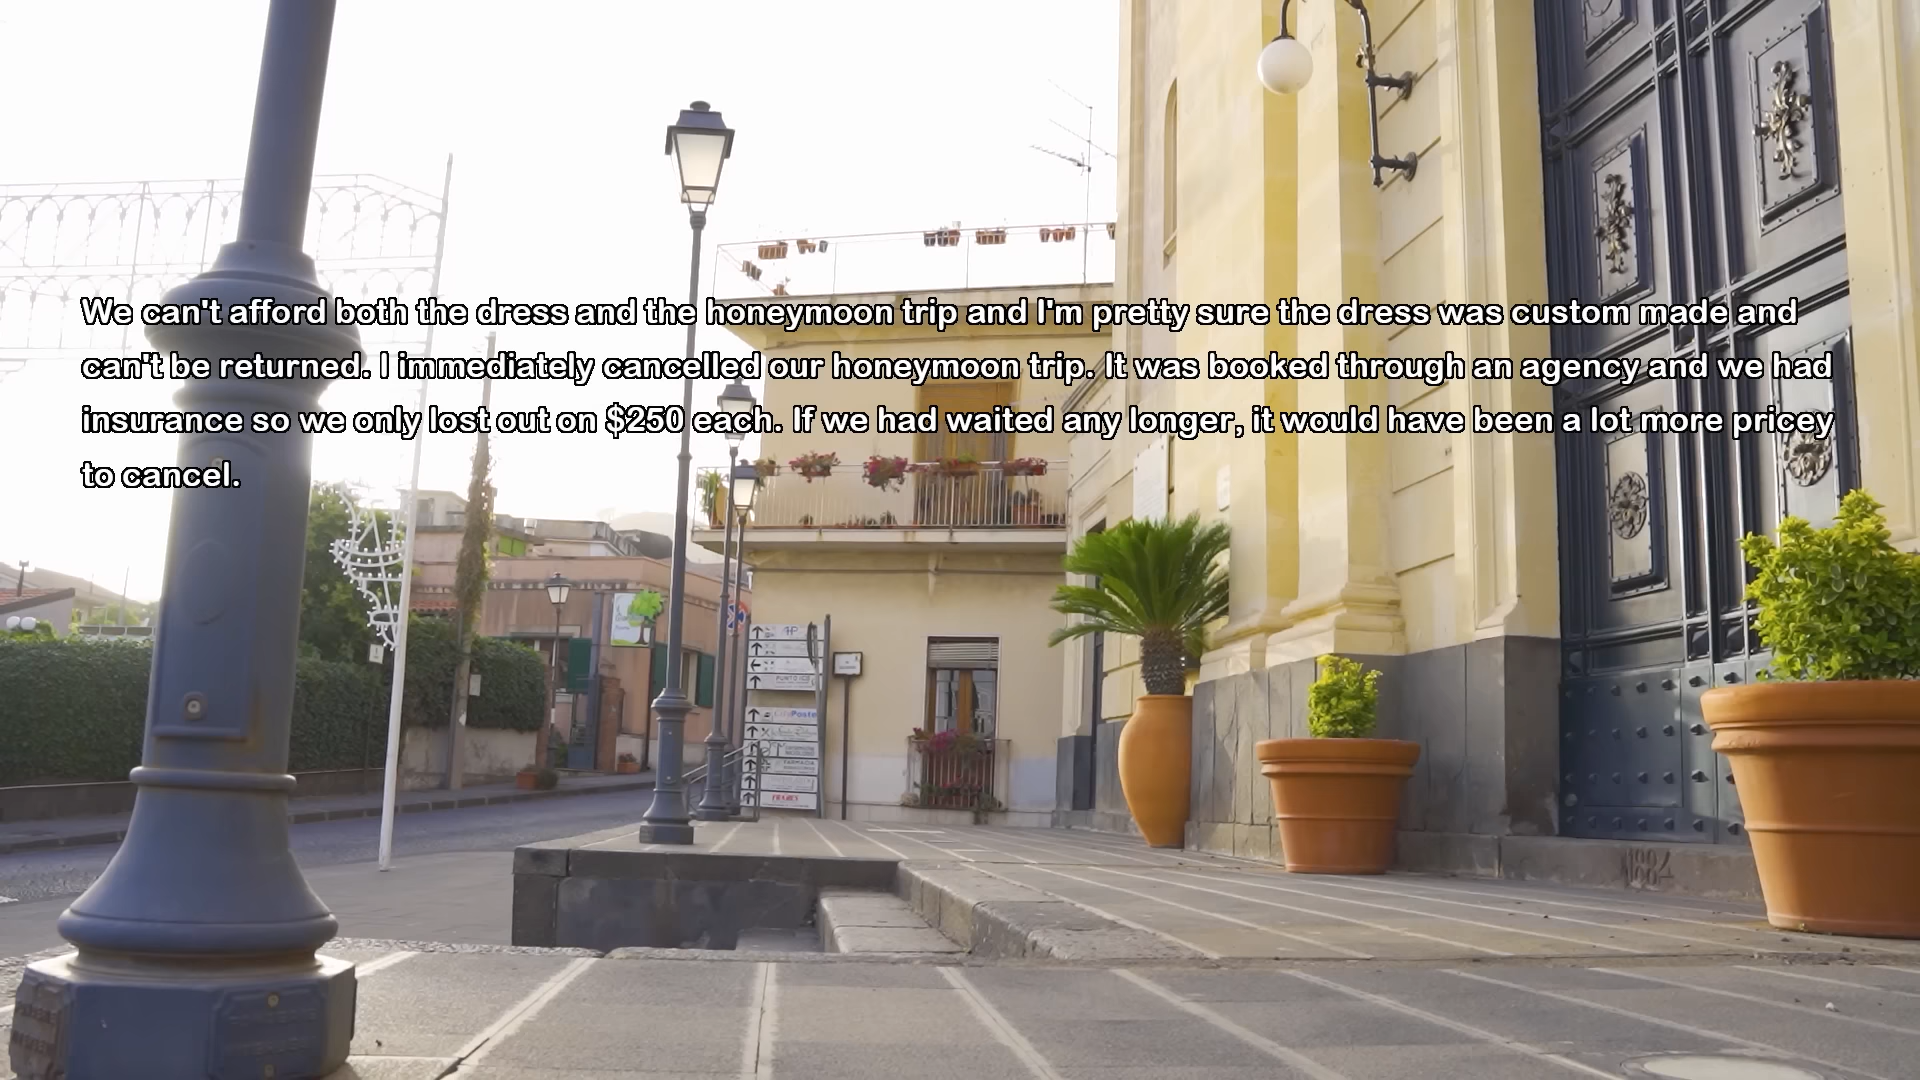 We can't afford both the dress and the honeymoon trip and I'm pretty sure the dress was custom made and
can't be returned. I immediately cancelled our honeymoon trip. It was booked through an agency and we had
insurance so we only lost out on $250 each. If we had waited any longer, it would have been a lot more pricey
to cancel.
FARMACIA
1884